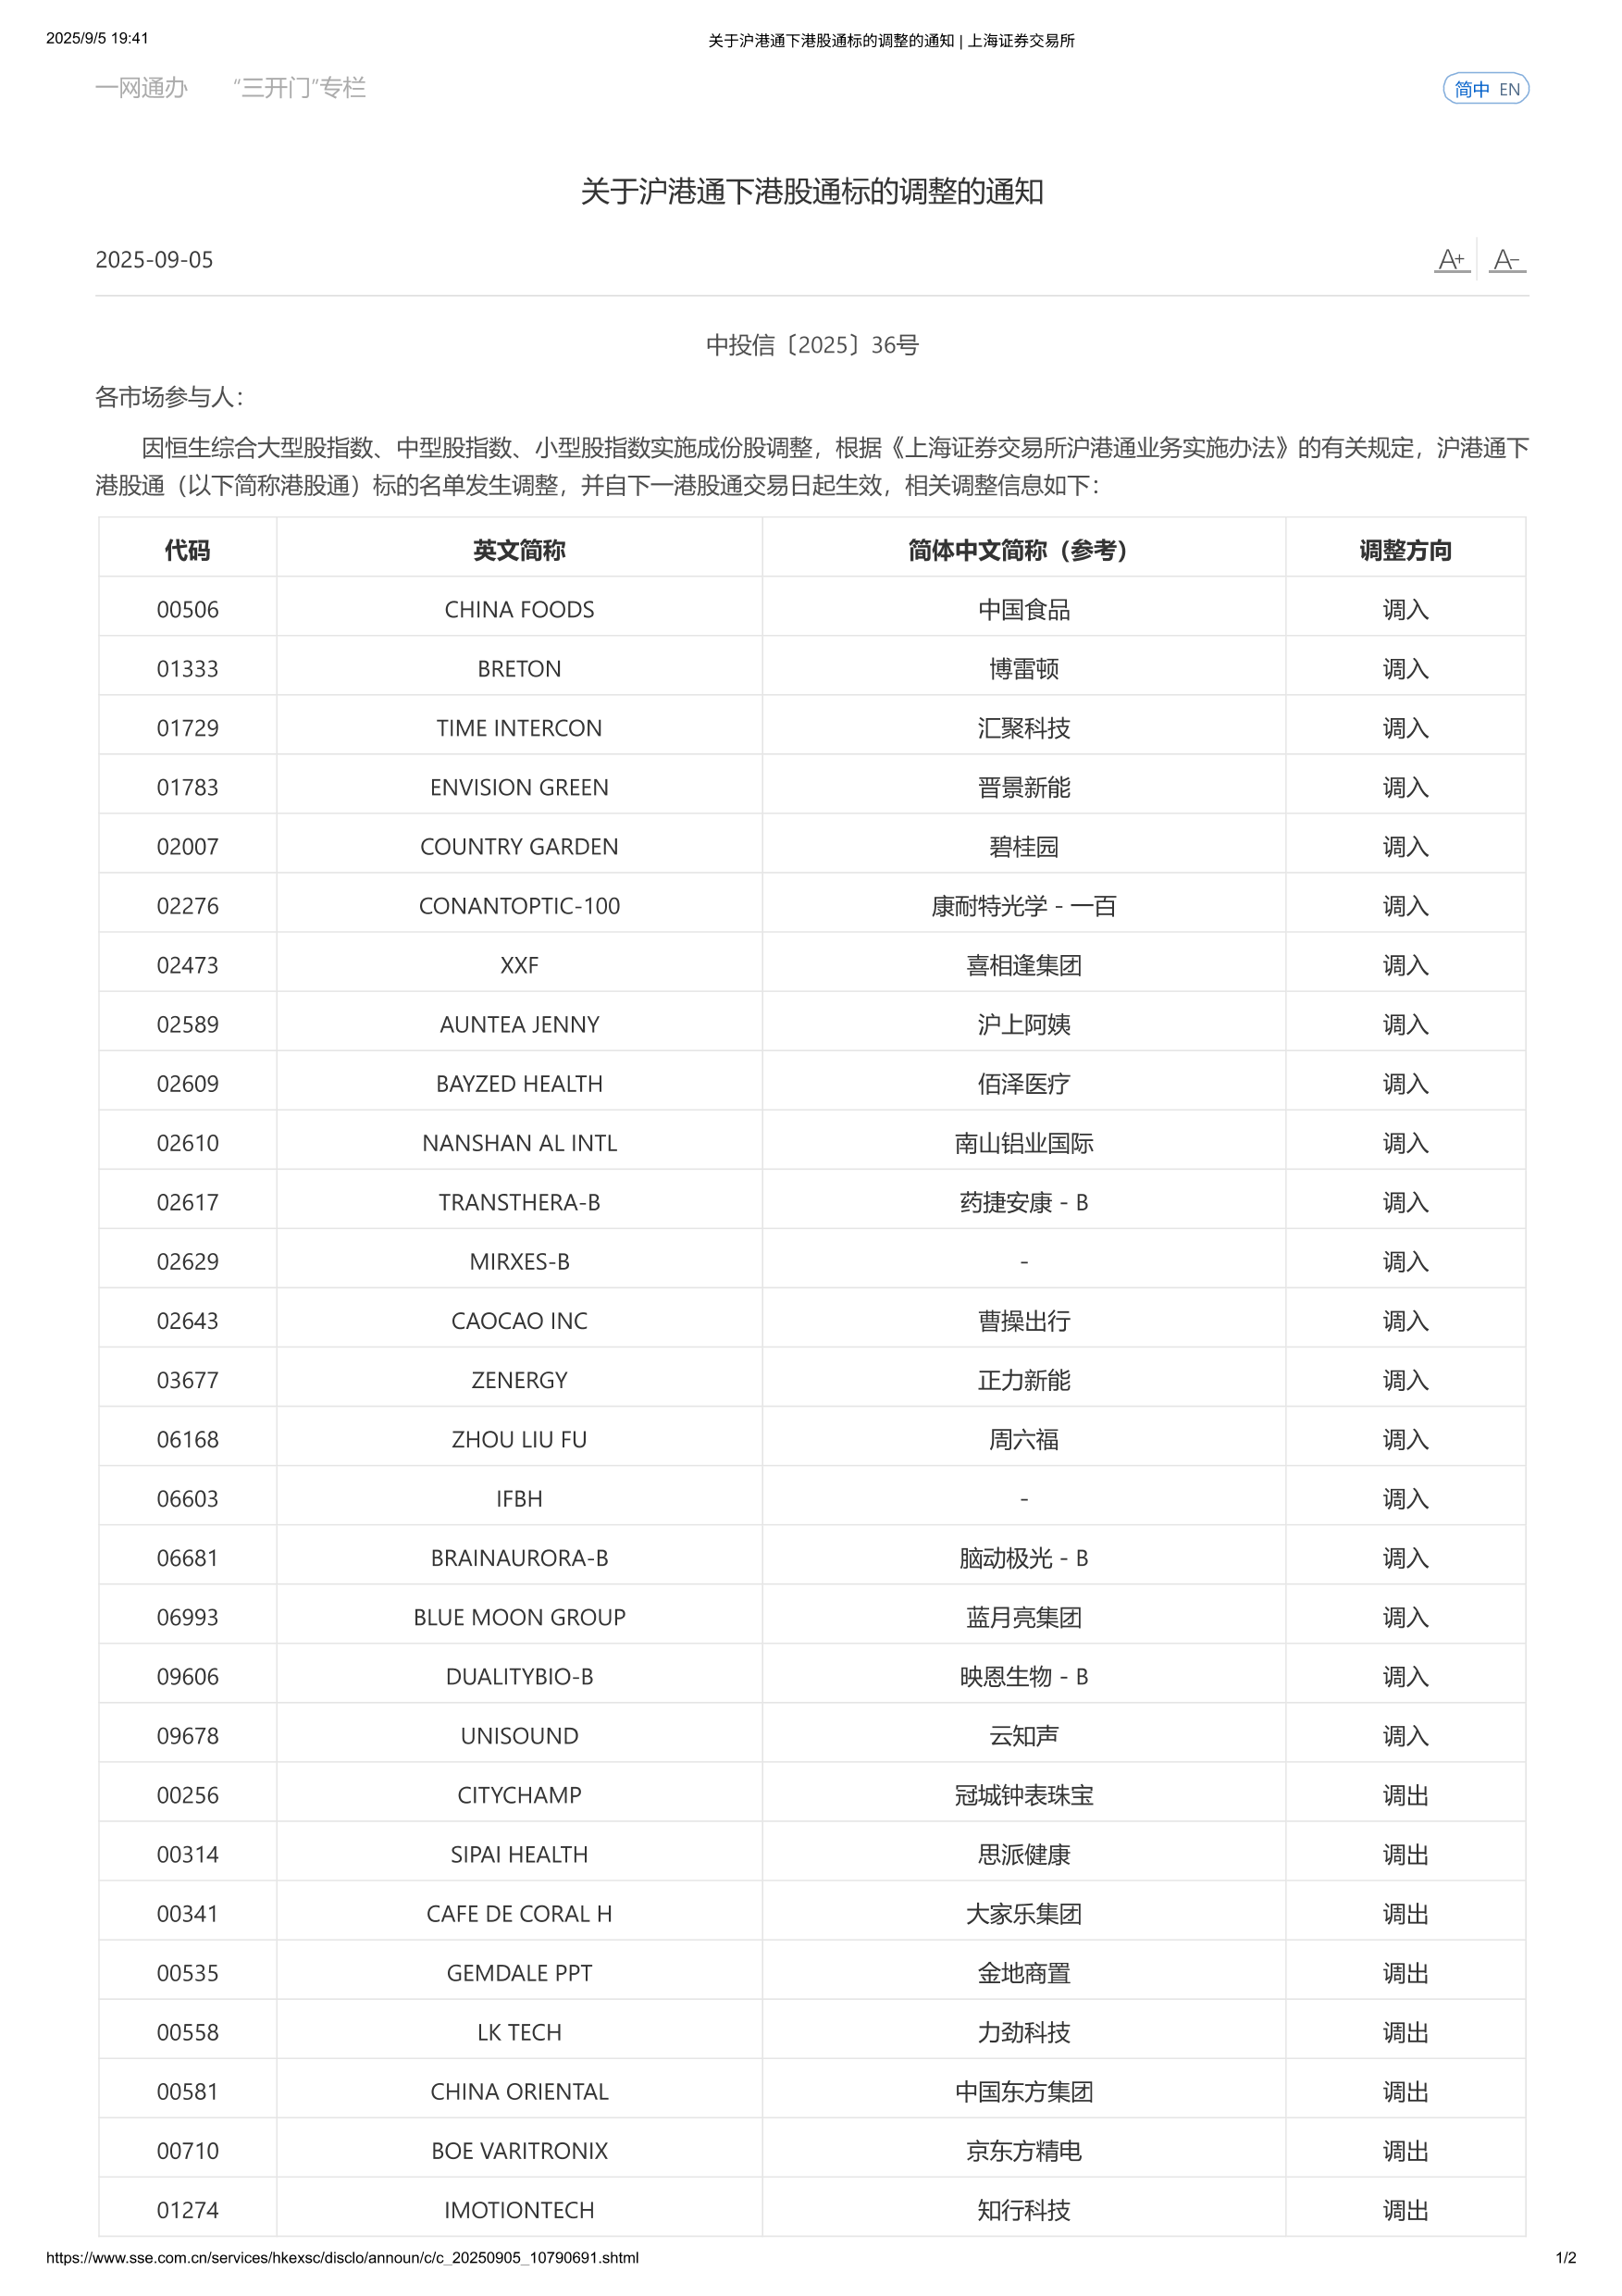 2025/9/5 19:41 关于沪港通下港股通标的调整的通知 | 上海证券交易所
一网通办 “三开门”专栏 简中 EN
关于沪港通下港股通标的调整的通知
2025-09-05 A+ A-
中投信〔2025〕36号
各市场参与人：
因恒生综合大型股指数、中型股指数、小型股指数实施成份股调整，根据《上海证券交易所沪港通业务实施办法》的有关规定，沪港通下
港股通（以下简称港股通）标的名单发生调整，并自下一港股通交易日起生效，相关调整信息如下：
代码 英文简称 简体中文简称（参考） 调整方向
00506 CHINA FOODS 中国食品 调入
01333 BRETON 博雷顿 调入
01729 TIME INTERCON 汇聚科技 调入
01783 ENVISION GREEN 晋景新能 调入
02007 COUNTRY GARDEN 碧桂园 调入
02276 CONANTOPTIC-100 康耐特光学 - 一百 调入
02473 XXF 喜相逢集团 调入
02589 AUNTEA JENNY 沪上阿姨 调入
02609 BAYZED HEALTH 佰泽医疗 调入
02610 NANSHAN AL INTL 南山铝业国际 调入
02617 TRANSTHERA-B 药捷安康 - B 调入
02629 MIRXES-B - 调入
02643 CAOCAO INC 曹操出行 调入
03677 ZENERGY 正力新能 调入
06168 ZHOU LIU FU 周六福 调入
06603 IFBH - 调入
06681 BRAINAURORA-B 脑动极光 - B 调入
06993 BLUE MOON GROUP 蓝月亮集团 调入
09606 DUALITYBIO-B 映恩生物 - B 调入
09678 UNISOUND 云知声 调入
00256 CITYCHAMP 冠城钟表珠宝 调出
00314 SIPAI HEALTH 思派健康 调出
00341 CAFE DE CORAL H 大家乐集团 调出
00535 GEMDALE PPT 金地商置 调出
00558 LK TECH 力劲科技 调出
00581 CHINA ORIENTAL 中国东方集团 调出
00710 BOE VARITRONIX 京东方精电 调出
01274 IMOTIONTECH 知行科技 调出
https://www.sse.com.cn/services/hkexsc/disclo/announ/c/c_20250905_10790691.shtml 1/2